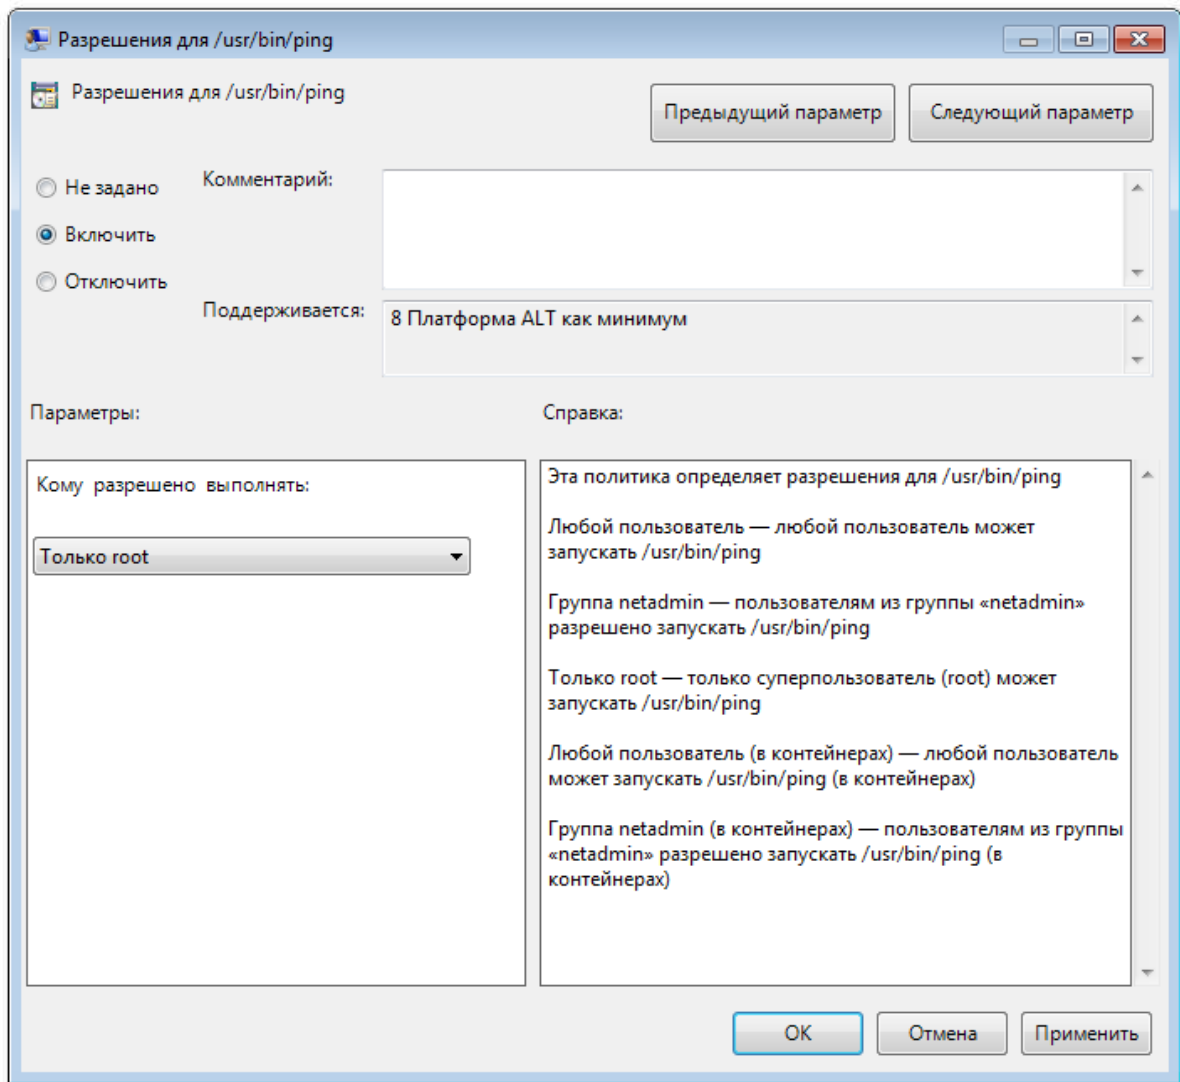 Разрешения для /usr/bin/ping
Разрешения для /usr/bin/ping
Предыдущий параметр
Следующий параметр
Не задано
Комментарий:
Включить
Отключить
Поддерживается:
8 Платформа ALT как минимум
Параметры:
Справка:
Кому разрешено выполнять:
Только root
Эта политика определяет разрешения для /usr/bin/ping
Любой пользователь — любой пользователь может
запускать /usr/bin/ping
Группа netadmin — пользователям из группы «netadmin»
разрешено запускать /usr/bin/ping
Только root — только суперпользователь (root) может
запускать /usr/bin/ping
Любой пользователь (в контейнерах) — любой пользователь
может запускать /usr/bin/ping (в контейнерах)
Группа netadmin (в контейнерах) — пользователям из группы
«netadmin» разрешено запускать /usr/bin/ping (в
контейнерах)
ОК
Отмена
Применить